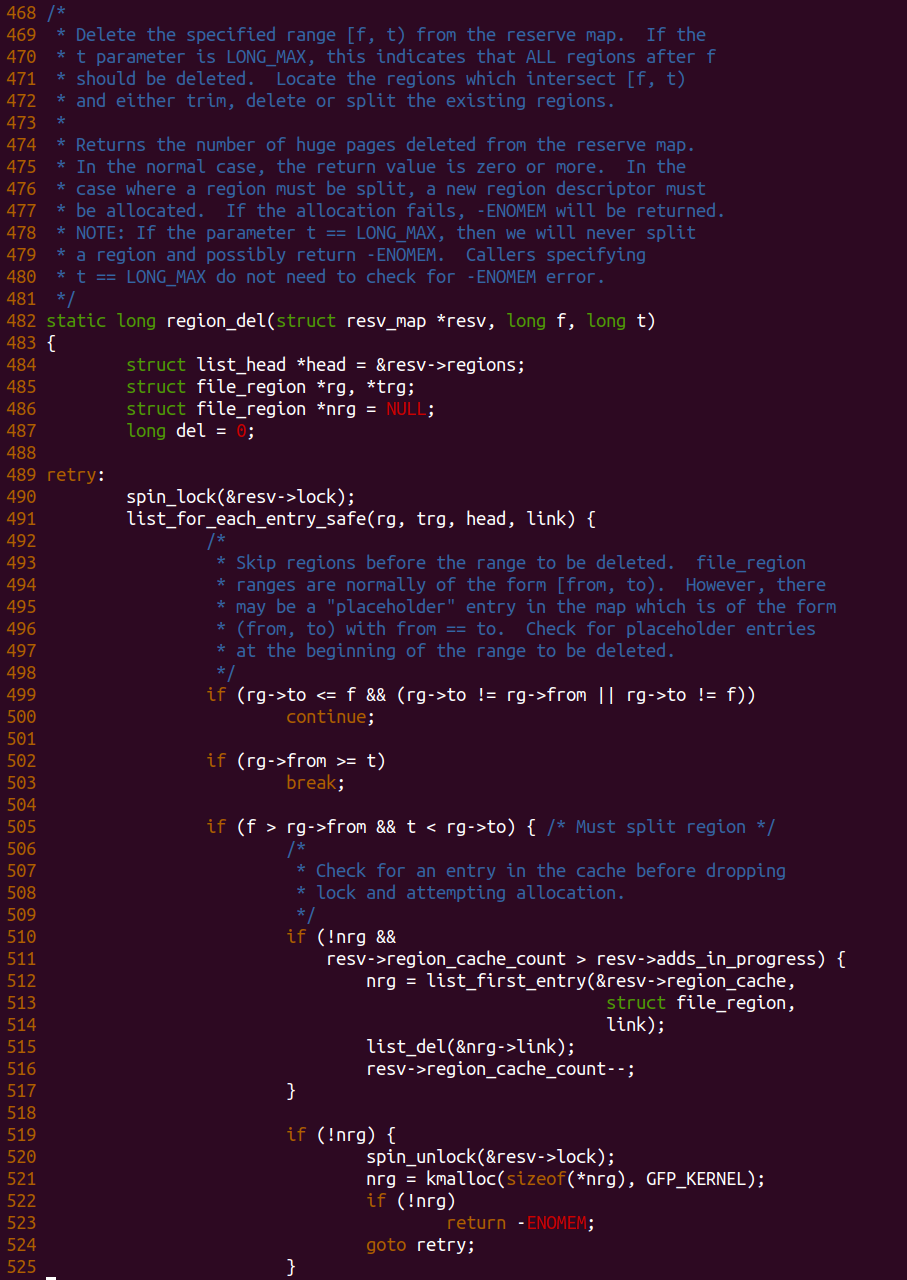 468 /*
469  * Delete the specified range [f, t) from the reserve map.  If the
470  * t parameter is LONG_MAX, this indicates that ALL regions after f
471  * should be deleted.  Locate the regions which intersect [f, t)
472  * and either trim, delete or split the existing regions.
473  *
474  * Returns the number of huge pages deleted from the reserve map.
475  * In the normal case, the return value is zero or more.  In the
476  * case where a region must be split, a new region descriptor must
477  * be allocated.  If the allocation fails, -ENOMEM will be returned.
478  * NOTE: If the parameter t == LONG_MAX, then we will never split
479  * a region and possibly return -ENOMEM.  Callers specifying
480  * t == LONG_MAX do not need to check for -ENOMEM error.
481  */
482 static long region_del(struct resv_map *resv, long f, long t)
483 {
484         struct list_head *head = &resv->regions;
485         struct file_region *rg, *trg;
486         struct file_region *nrg = NULL;
487         long del = 0;
488
489 retry:
490         spin_lock(&resv->lock);
491         list_for_each_entry_safe(rg, trg, head, link) {
492                 /*
493                  * Skip regions before the range to be deleted.  file_region
494                  * ranges are normally of the form [from, to).  However, there
495                  * may be a "placeholder" entry in the map which is of the form
496                  * (from, to) with from == to.  Check for placeholder entries
497                  * at the beginning of the range to be deleted.
498                  */
499                 if (rg->to <= f && (rg->to != rg->from || rg->to != f))
500                         continue;
501
502                 if (rg->from >= t)
503                         break;
504
505                 if (f > rg->from && t < rg->to) { /* Must split region */
506                         /*
507                          * Check for an entry in the cache before dropping
508                          * lock and attempting allocation.
509                          */
510                         if (!nrg &&
511                             resv->region_cache_count > resv->adds_in_progress) {
512                                 nrg = list_first_entry(&resv->region_cache,
513                                                         struct file_region,
514                                                         link);
515                                 list_del(&nrg->link);
516                                 resv->region_cache_count--;
517                         }
518
519                         if (!nrg) {
520                                 spin_unlock(&resv->lock);
521                                 nrg = kmalloc(sizeof(*nrg), GFP_KERNEL);
522                                 if (!nrg)
523                                         return -ENOMEM;
524                                 goto retry;
525                         }